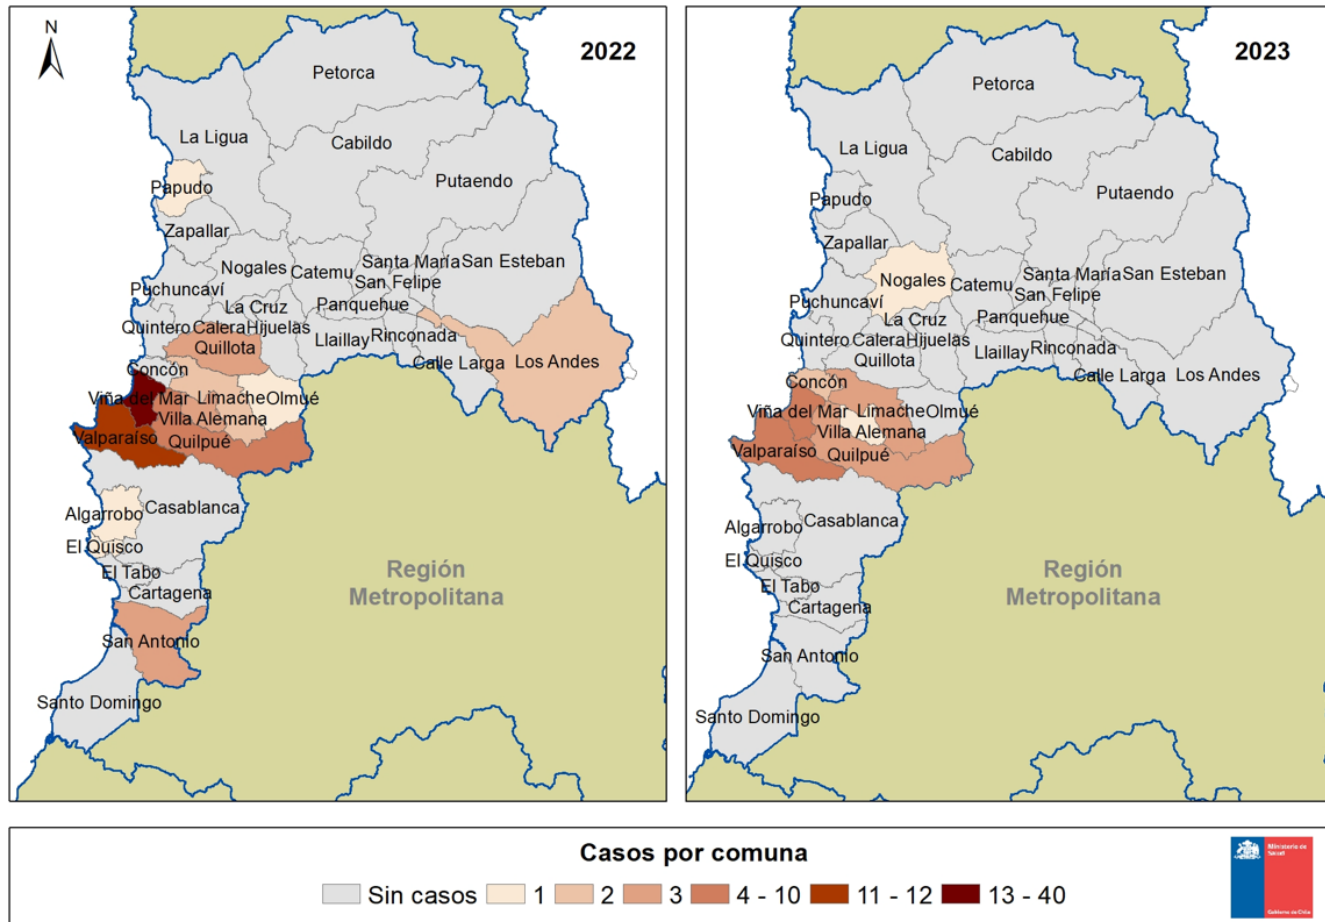 N
2022
Petorca
La Ligua
Cabildo
Putaendo
Papudo
Zapallar
Santa María San Esteban
Nogales Catemu
San Felipe
Puchuncaví
La Cruz Panquehue
Quintero Calera Hijuelas
Llaillay Rinconada
Quillota
Calle Larga Los Andes
Concón
Viña del Mar Limache Olmué
Villa Alemana
Valparaíso Quilpué
Algarrobo Casablanca
El Quisco
El Tabo
Cartagena
San Antonio
Santo Domingo
Región
Metropolitana
2023
Petorca
La Ligua
Cabildo
Putaendo
Papudo
Zapallar
Santa María San Esteban
Nogales Catemu
San Felipe
Puchuncaví
La Cruz Panquehue
Quintero Calera Hijuelas
Llaillay Rinconada
Quillota
Calle Larga Los Andes
Concón
Viña del Mar Limache Olmué
Villa Alemana
Valparaíso Quilpué
Algarrobo Casablanca
El Quisco
El Tabo
Cartagena
San Antonio
Santo Domingo
Región
Metropolitana
Casos por comuna
Sin casos 1 2 3 4 - 10 11 - 12 13 - 40
Ministerio de
Salud
Gobierno de Chile